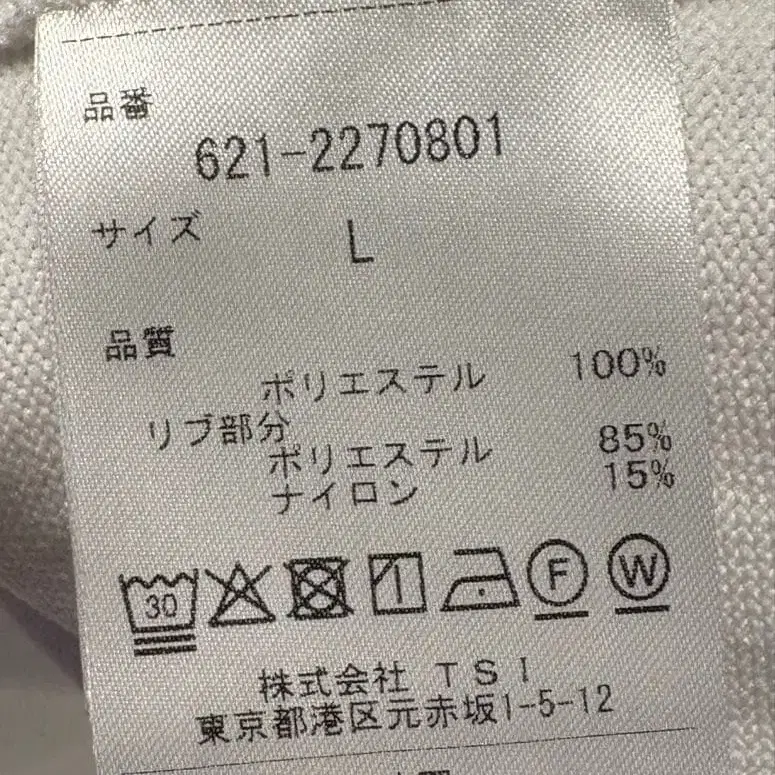 品番
621-2270801
サイズ L
品質
ポリエステル 100%
リブ部分
ポリエステル 85%
ナイロン 15%
30 F W
株式会社 TSI
東京都港区元赤坂1-5-12